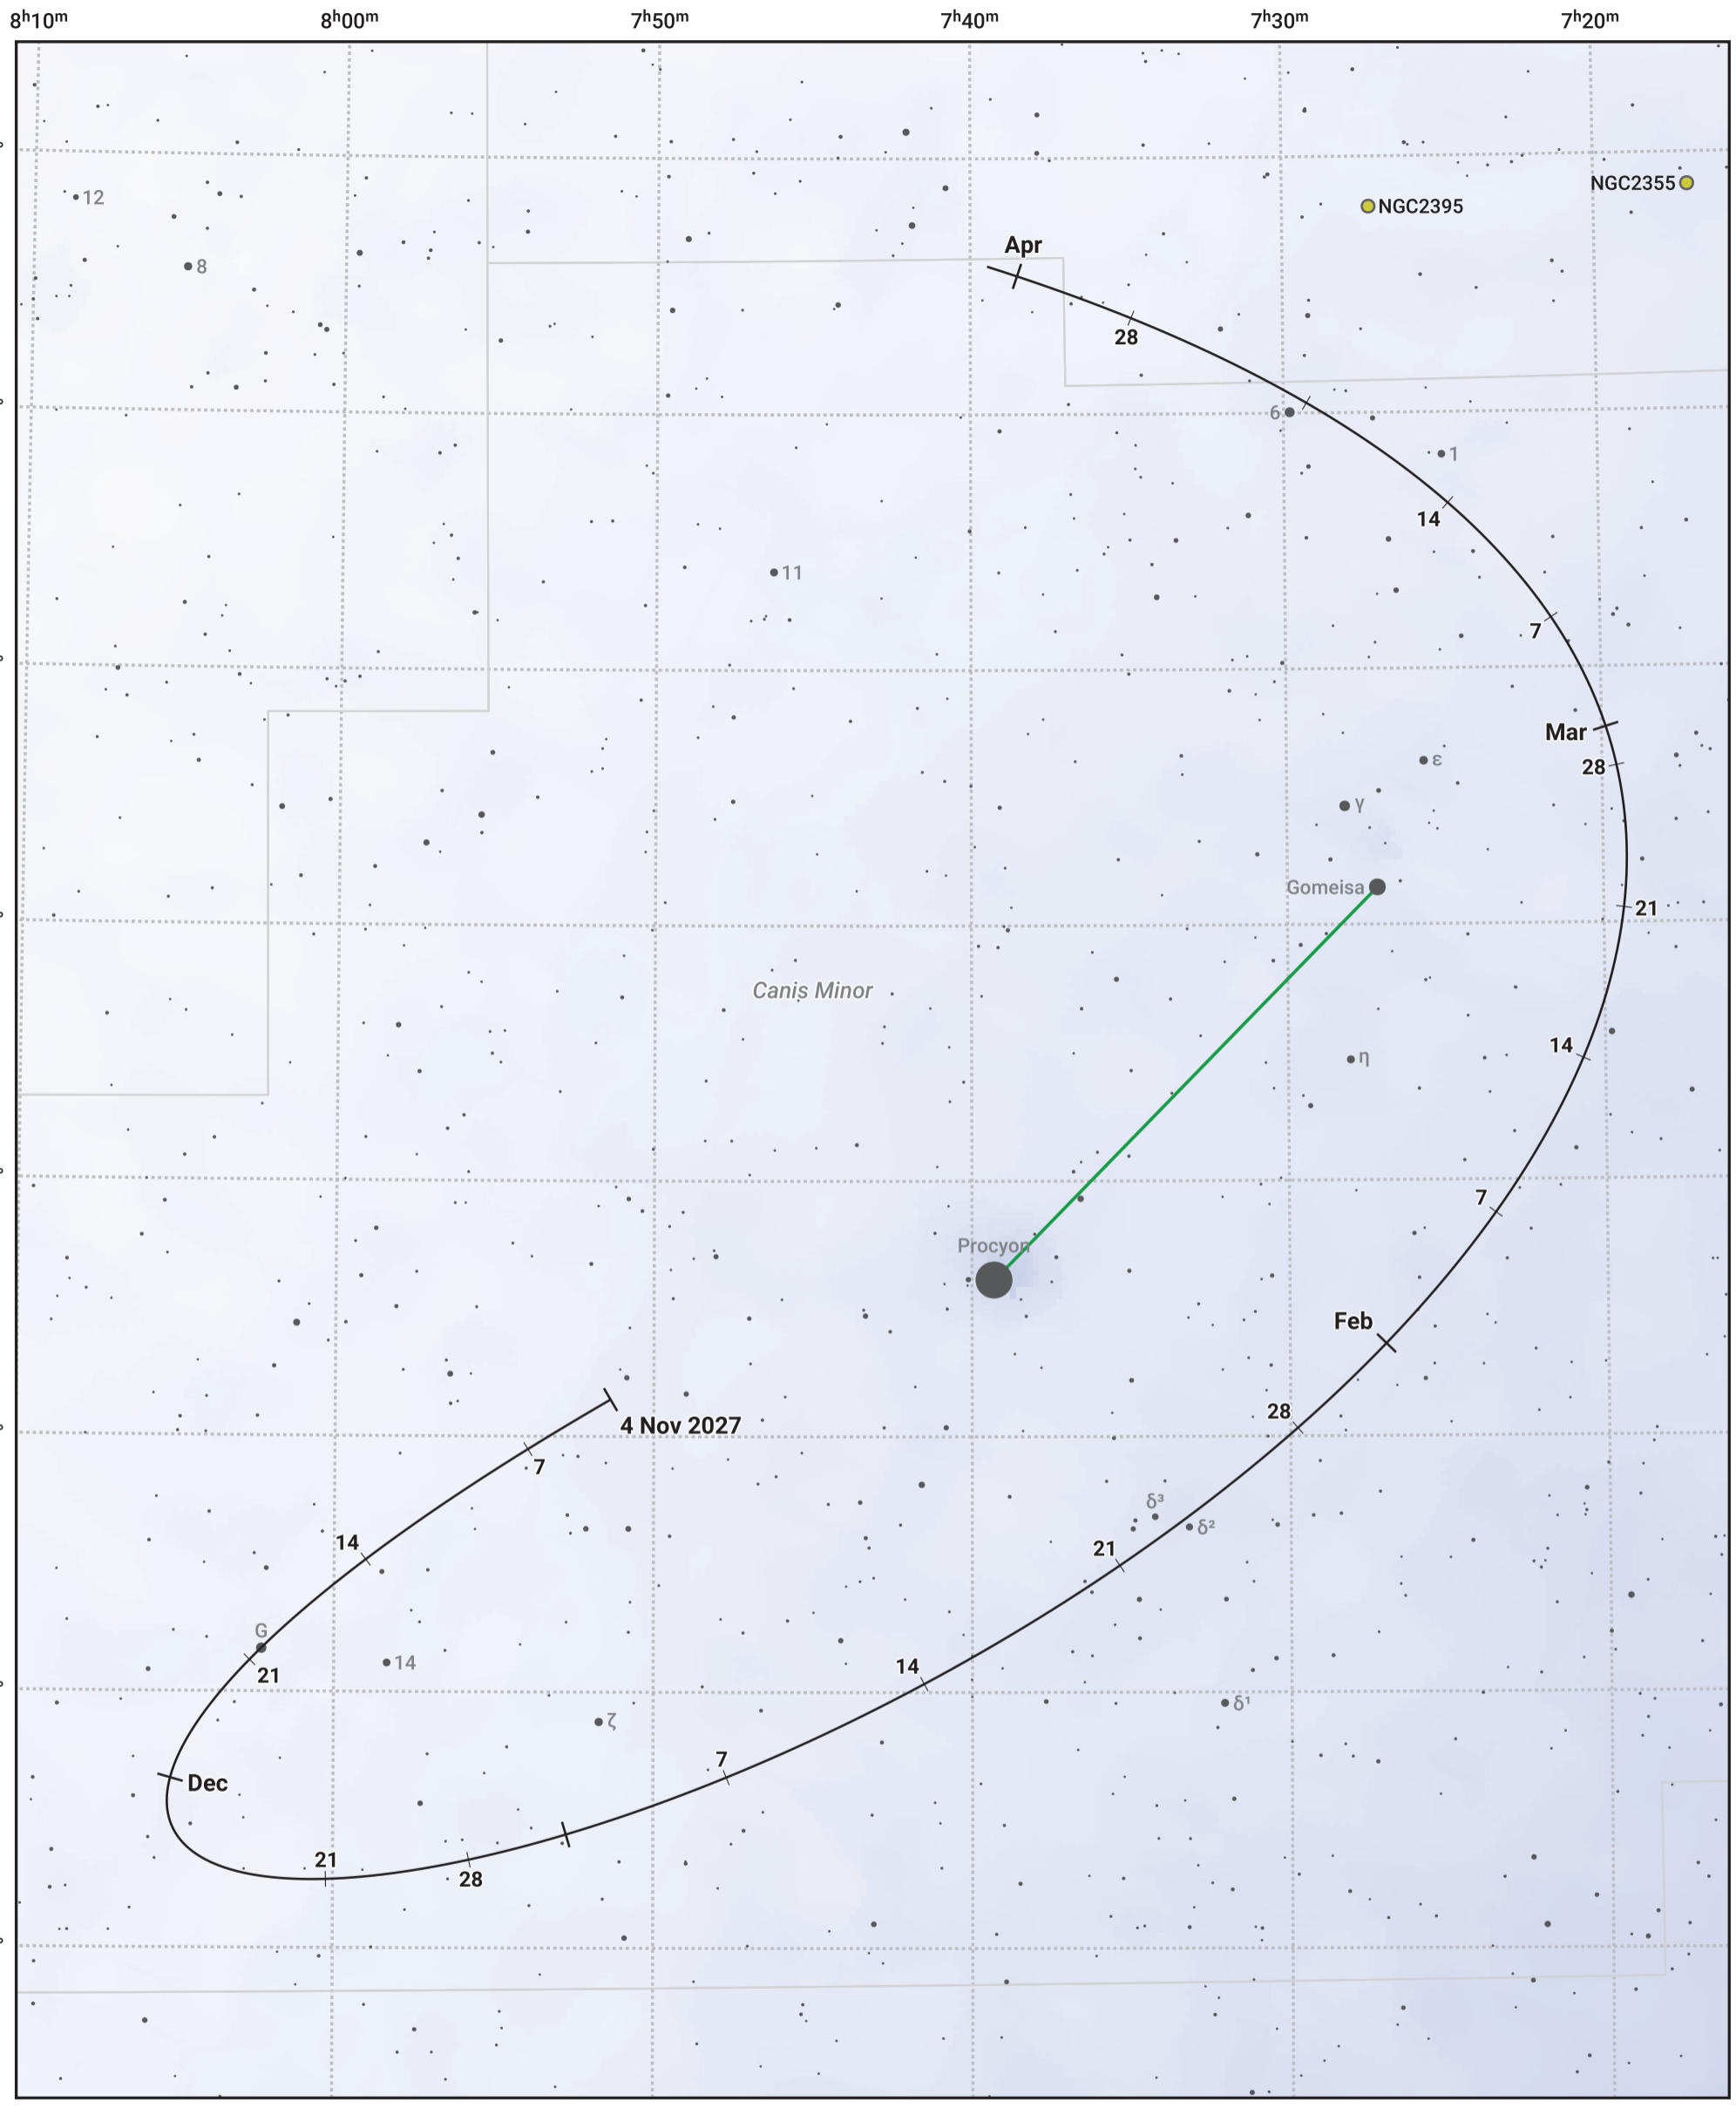 8ʰ10ᵐ 8ʰ00ᵐ 7ʰ50ᵐ 7ʰ40ᵐ 7ʰ30ᵐ 7ʰ20ᵐ
12
NGC2355
NGC2395
8
Apr
28
6
1
14
11
7
Mar
28
ε
γ
Gomeisa
21
Canis Minor
14
η
7
Procyon
Feb
28
4 Nov 2027
7
δ³
δ²
14
21
G
21
14
14
δ¹
ζ
7
Dec
21
28